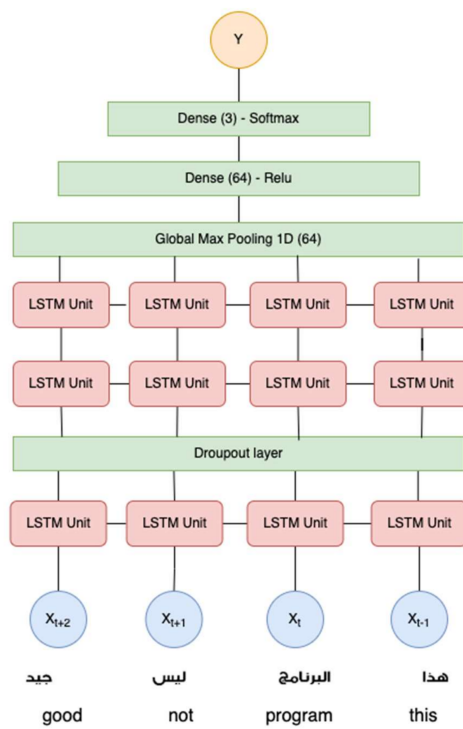 Y
Dense (3) - Softmax
Dense (64) - Relu
Global Max Pooling 1D (64)
LSTM Unit LSTM Unit LSTM Unit LSTM Unit
LSTM Unit LSTM Unit LSTM Unit LSTM Unit
Droupout layer
LSTM Unit LSTM Unit LSTM Unit LSTM Unit
Xt+2 Xt+1 Xt Xt-1
هذا البرنامج ليس جيد
good not program this